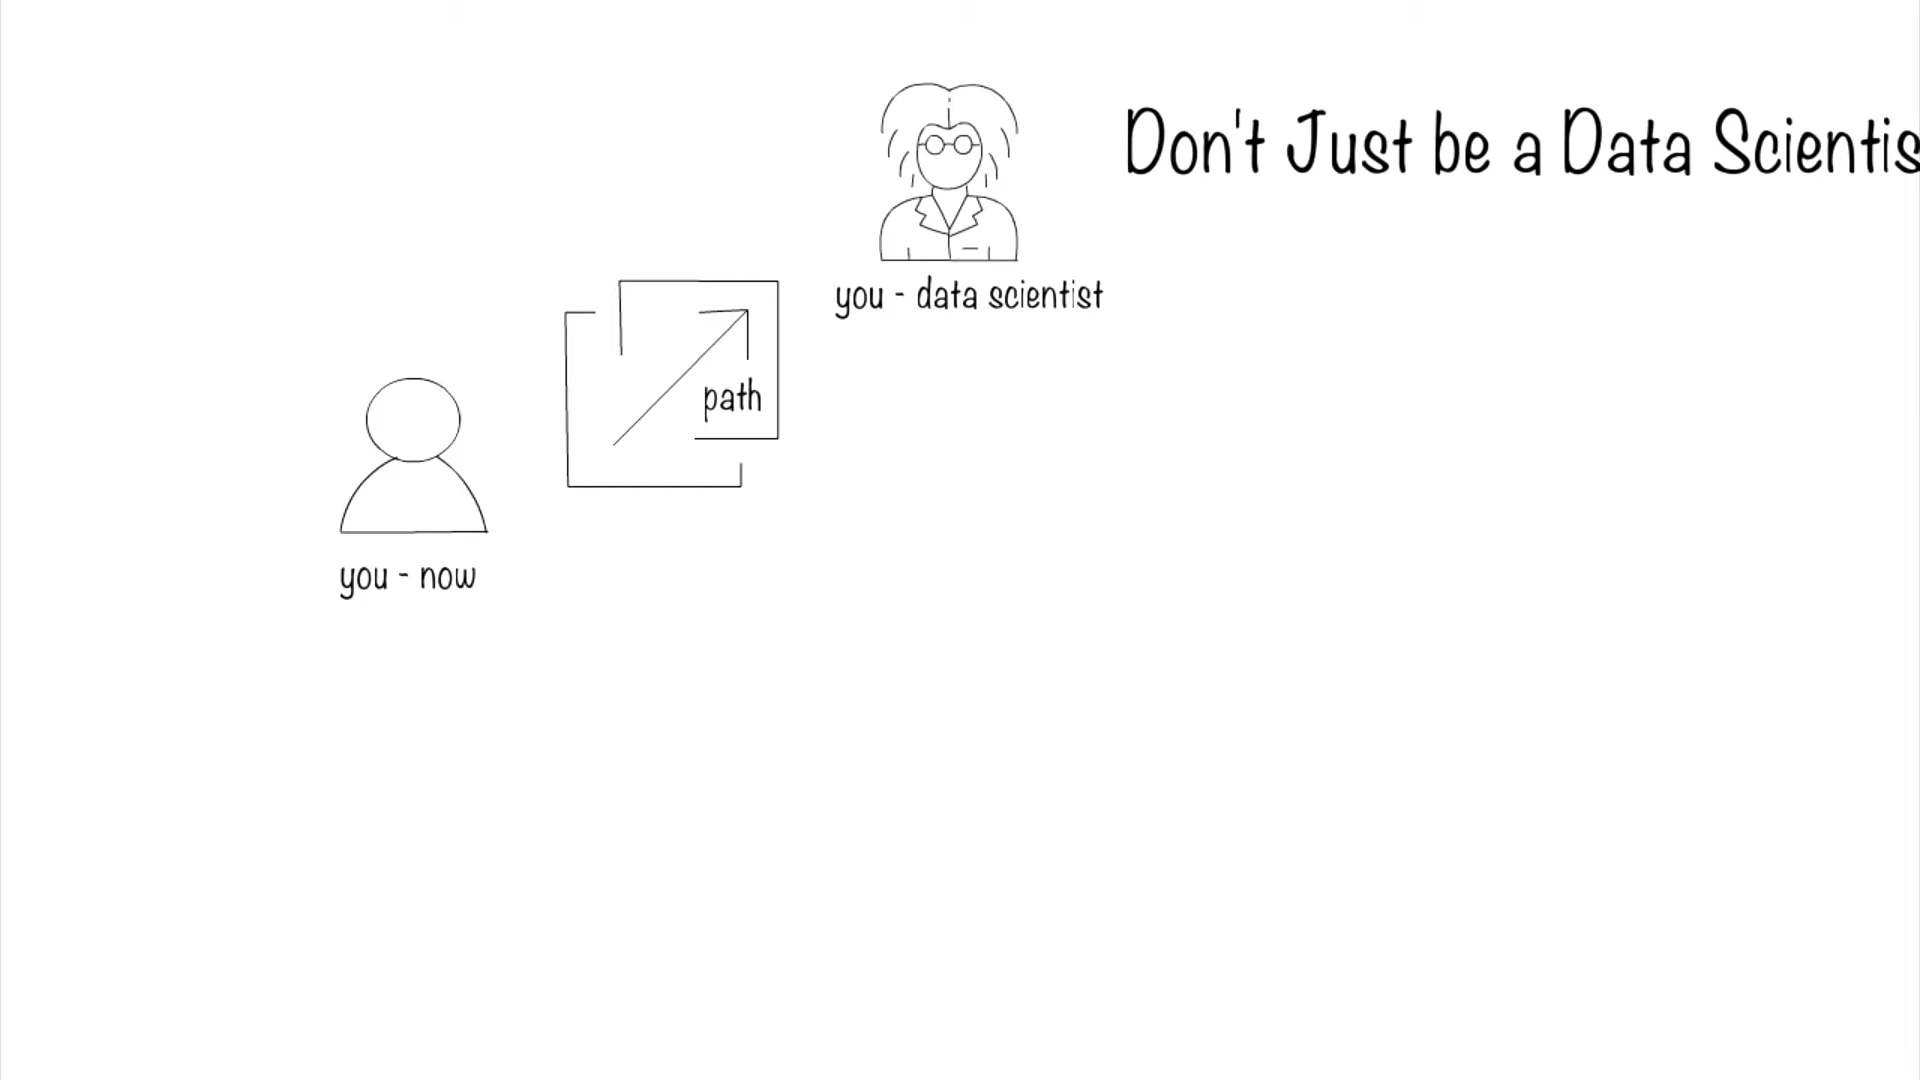 Don't Just be a Data Scientis
you - data scientist
path
you - now